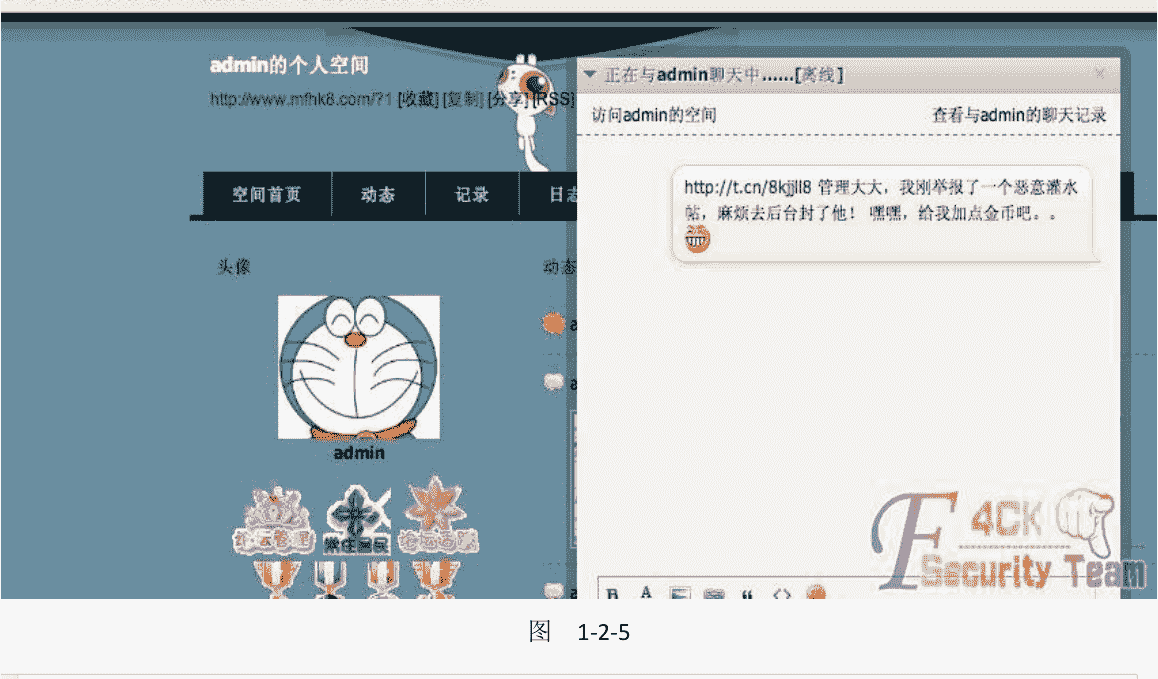 admin的个人空间
http://www.mfhk8.com/?1 [收藏] [复制] [分享] [RSS]
空间首页 动态 记录 日志
头像
动态
admin
正在与admin聊天中......[离线]
访问admin的空间 查看与admin的聊天记录
http://t.cn/8kjjll8 管理大大，我刚举报了一个恶意灌水
帖，麻烦去后台封了他！ 嘿嘿，给我加点金币吧。。
F4CK
Security Team
图 1-2-5